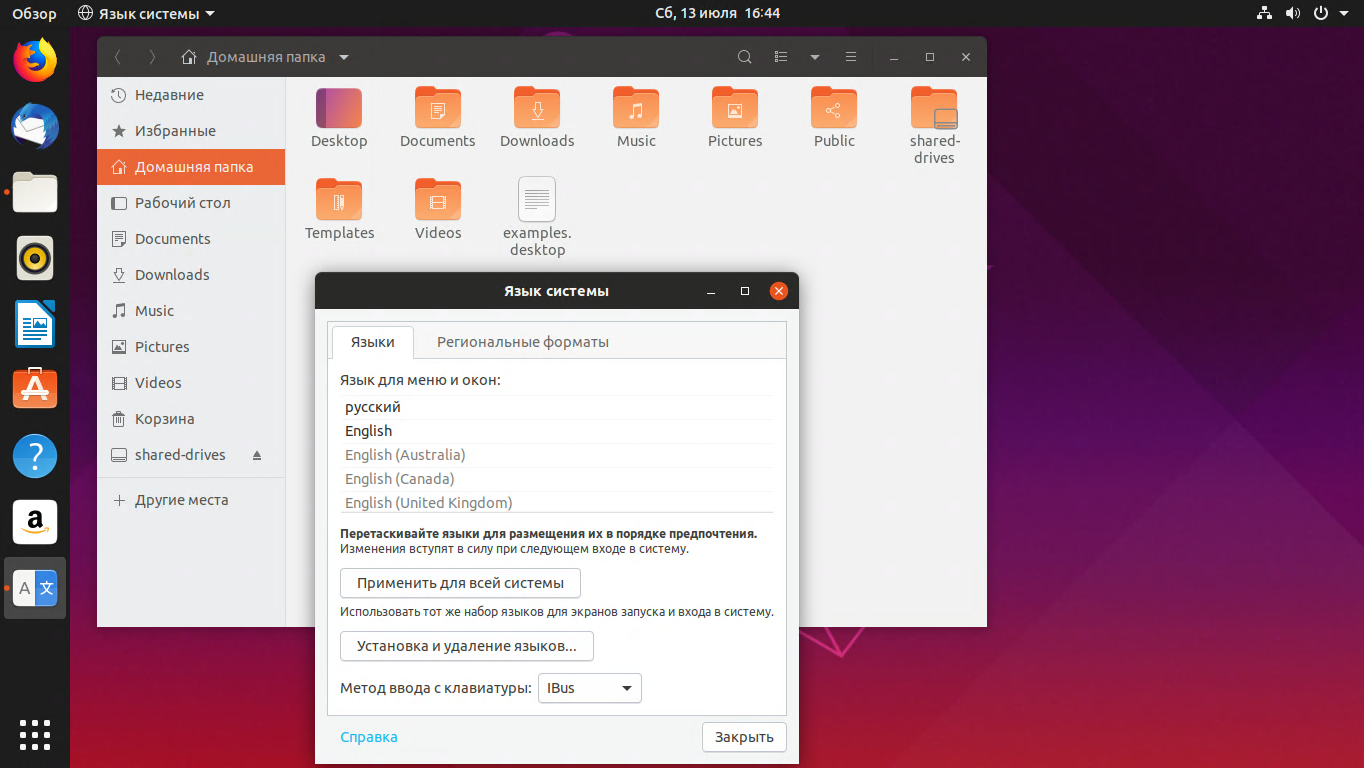 Обзор
Язык системы
Сб, 13 июля 16:44
Домашняя папка
Недавние
Избранные
Домашняя папка
Рабочий стол
Documents
Downloads
Music
Pictures
Videos
Корзина
shared-drives
Другие места
Desktop
Documents
Downloads
Music
Pictures
Public
shared-
drives
Templates
Videos
examples.
desktop
Язык системы
Языки
Региональные форматы
Язык для меню и окон:
русский
English
English (Australia)
English (Canada)
English (United Kingdom)
Перетаскивайте языки для размещения их в порядке предпочтения.
Изменения вступят в силу при следующем входе в систему.
Применить для всей системы
Использовать тот же набор языков для экранов запуска и входа в систему.
Установка и удаление языков...
Метод ввода с клавиатуры:
IBus
Справка
Закрыть